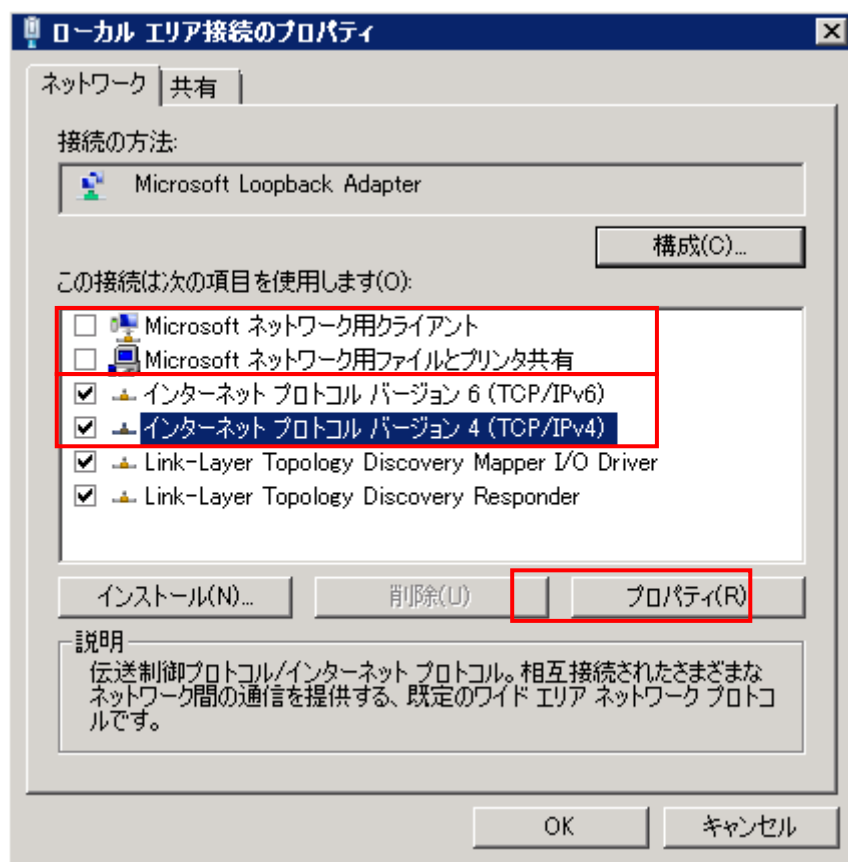 ローカル エリア接続のプロパティ
ネットワーク
共有
接続の方法:
Microsoft Loopback Adapter
構成(C)...
この接続は次の項目を使用します(O):
Microsoft ネットワーク用クライアント
Microsoft ネットワーク用ファイルとプリンタ共有
インターネット プロトコル バージョン 6 (TCP/IPv6)
インターネット プロトコル バージョン 4 (TCP/IPv4)
Link-Layer Topology Discovery Mapper I/O Driver
Link-Layer Topology Discovery Responder
インストール(N)...
削除(U)
プロパティ(R)
説明
伝送制御プロトコル/インターネット プロトコル。相互接続されたさまざまな
ネットワーク間の通信を提供する、既定のワイド エリア ネットワーク プロトコ
ルです。
OK
キャンセル